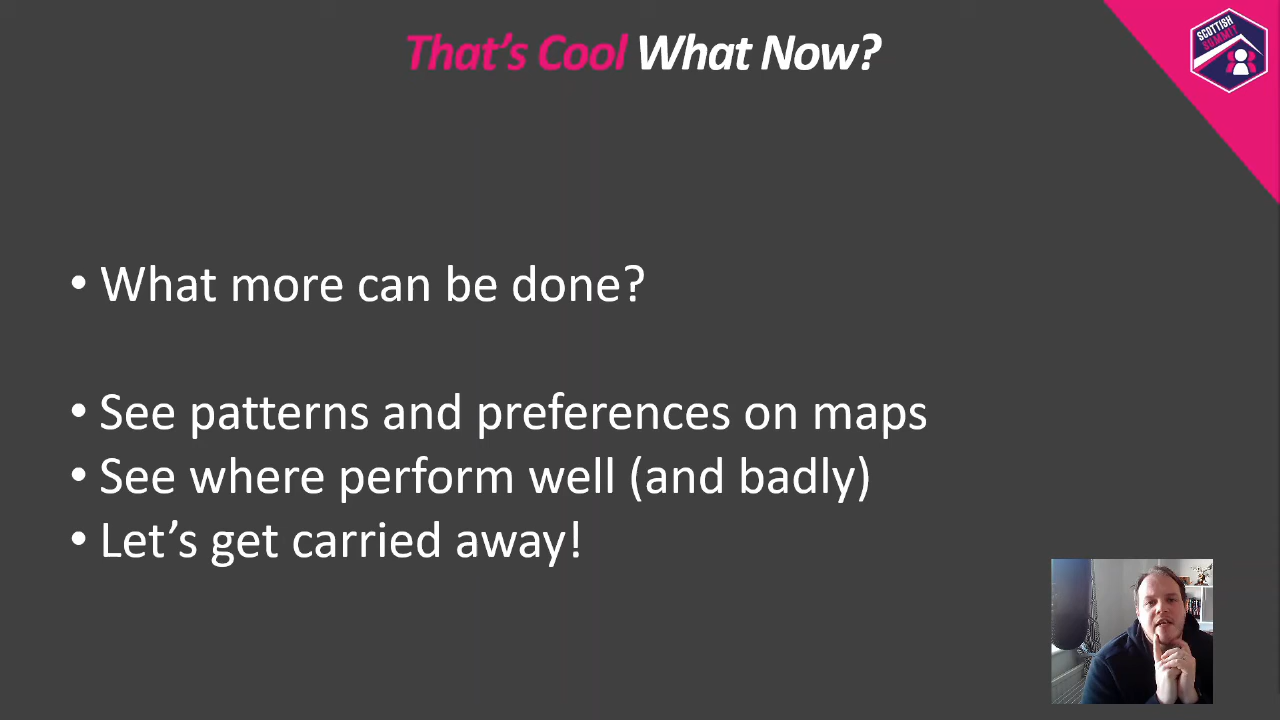 That's Cool What Now?
SCOTTISH
SUMMIT
• What more can be done?
• See patterns and preferences on maps
• See where perform well (and badly)
• Let's get carried away!